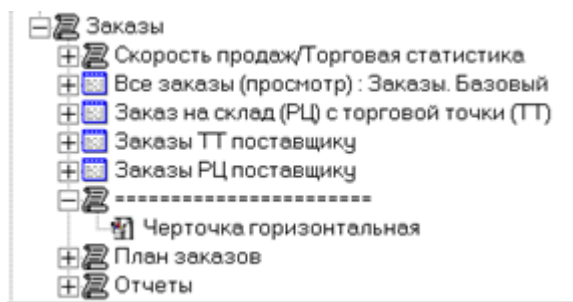 Заказы
Скорость продаж/Торговая статистика
Все заказы (просмотр) : Заказы. Базовый
Заказ на склад (РЦ) с торговой точки (ТТ)
Заказы ТТ поставщику
Заказы РЦ поставщику
=======================
Черточка горизонтальная
План заказов
Отчеты